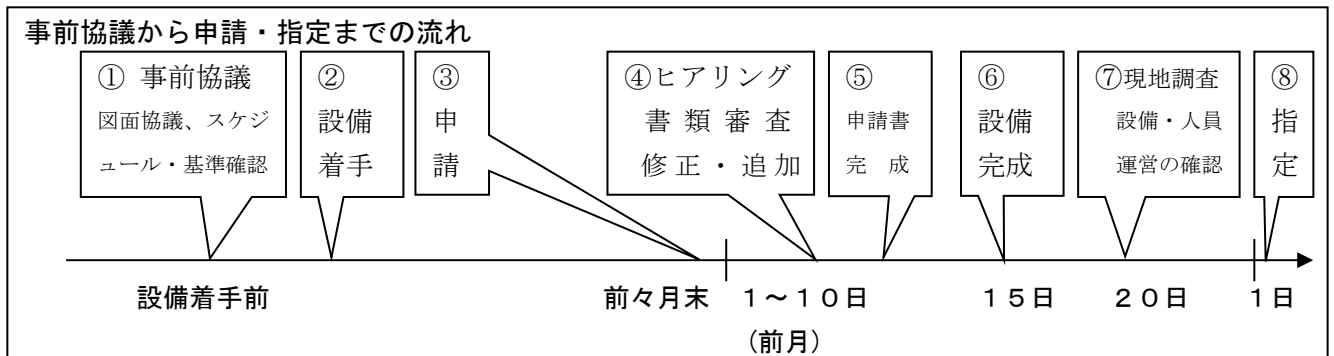 事前協議から申請・指定までの流れ
① 事前協議
図面協議、スケジ
ュール・基準確認
②
設備
着手
③
申
請
④ヒアリング
書類審査
修正・追加
⑤
申請書
完 成
⑥
設備
完成
⑦現地調査
設備・人員
運営の確認
⑧
指
定
設備着手前
前々月末
１～１０日
（前月）
１５日
２０日
１日